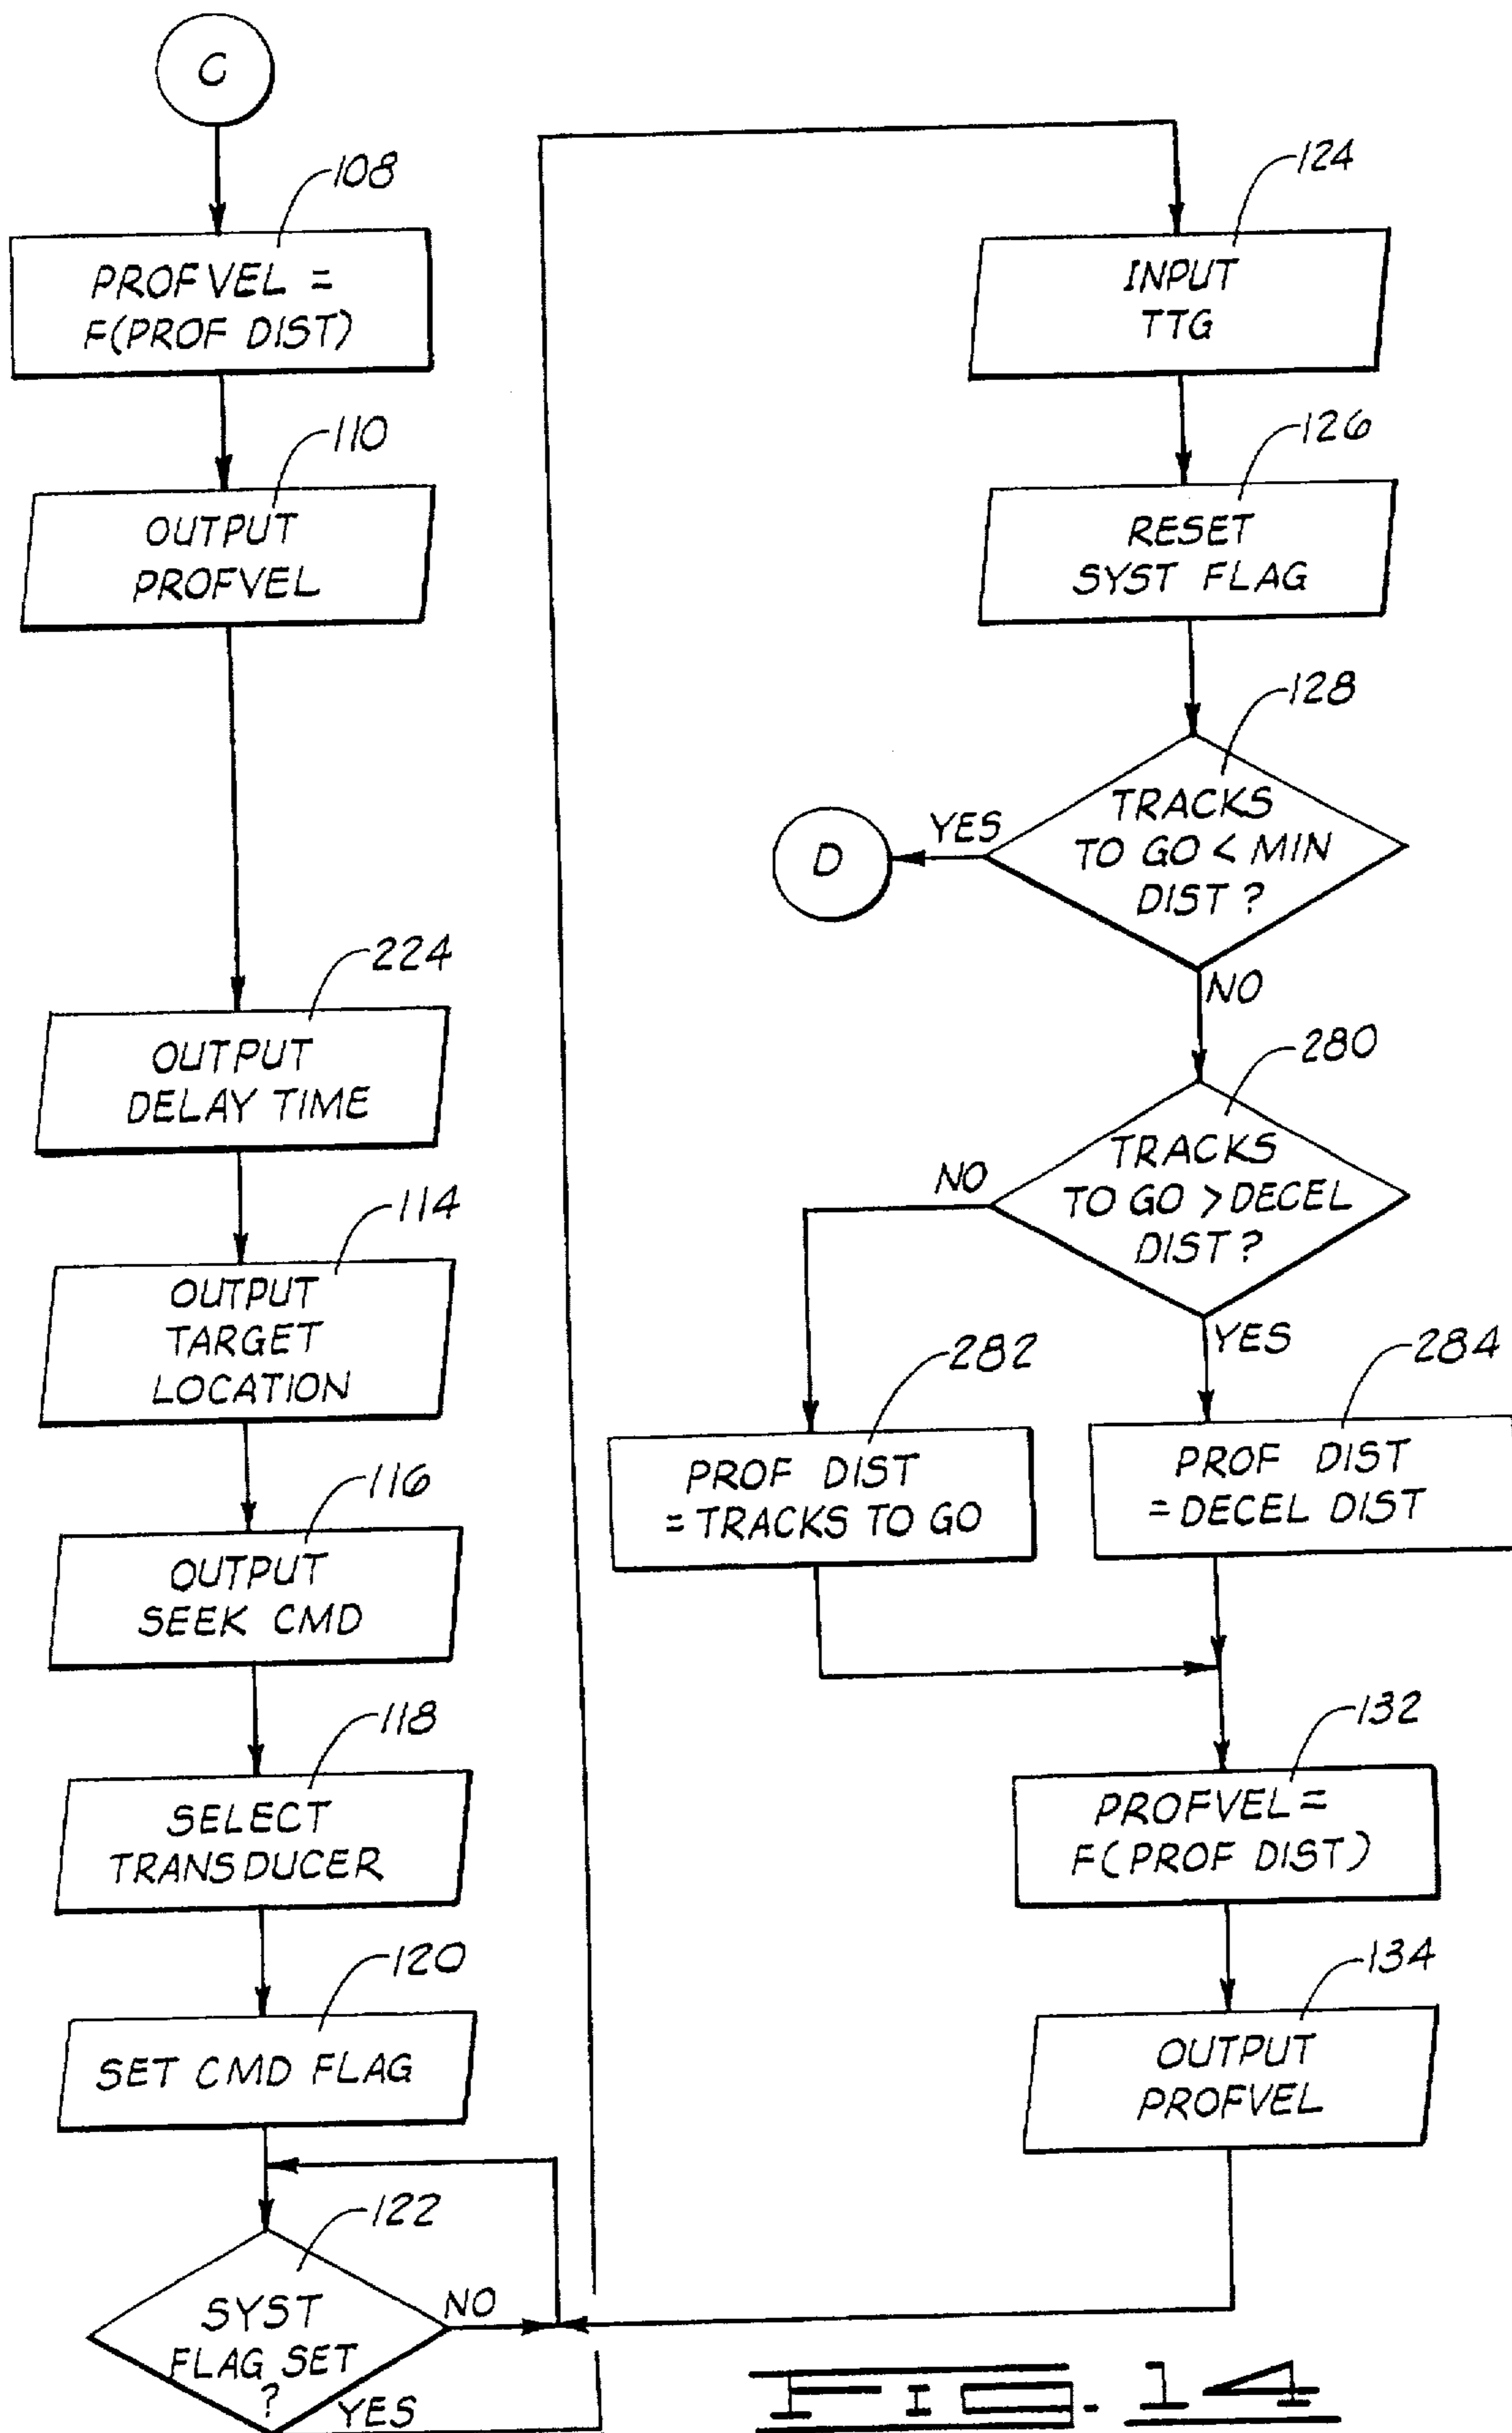 C
108
PROFVEL =
F(PROF DIST)
110
OUTPUT
PROFVEL
224
OUTPUT
DELAY TIME
114
OUTPUT
TARGET
LOCATION
116
OUTPUT
SEEK CMD
118
SELECT
TRANSDUCER
120
SET CMD FLAG
122
SYST
FLAG SET
?
NO
YES
124
INPUT
TTG
126
RESET
SYST FLAG
128
TRACKS
TO GO < MIN
DIST ?
YES
D
NO
280
TRACKS
TO GO > DECEL
DIST ?
NO
YES
282
PROF DIST
= TRACKS TO GO
284
PROF DIST
= DECEL DIST
132
PROFVEL =
F(PROF DIST)
134
OUTPUT
PROFVEL
FIG. 14